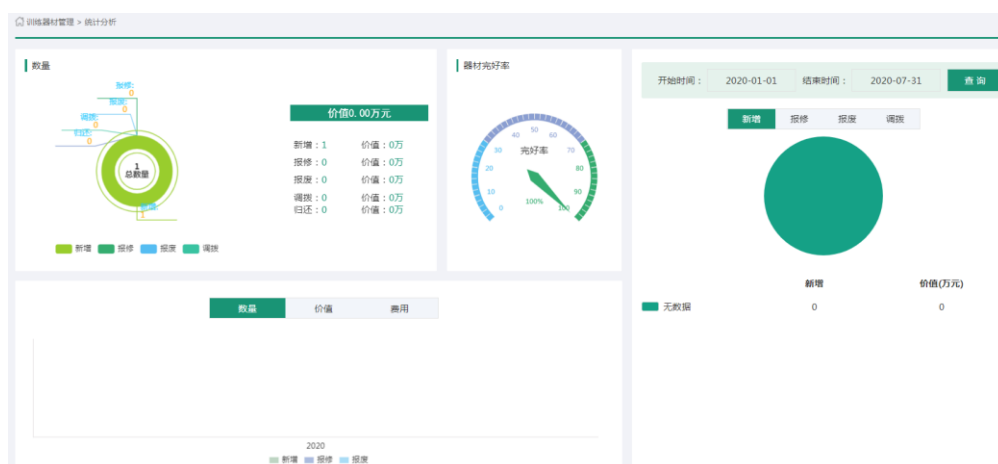 训练器材管理 > 统计分析
数量
报修:
0
报废:
0
调拨:
0
归还:
0
1
总数量
新增:
1
新增 报修 报废 调拨
价值0.00万元
新增：1 价值：0万
报修：0 价值：0万
报废：0 价值：0万
调拨：0 价值：0万
归还：0 价值：0万
器材完好率
0
10
20
30
40
50
60
70
80
90
100
完好率
100%
开始时间： 2020-01-01 结束时间： 2020-07-31 查 询
新增 报修 报废 调拨
新增 价值(万元)
无数据 0 0
数量 价值 费用
2020
新增 报修 报废